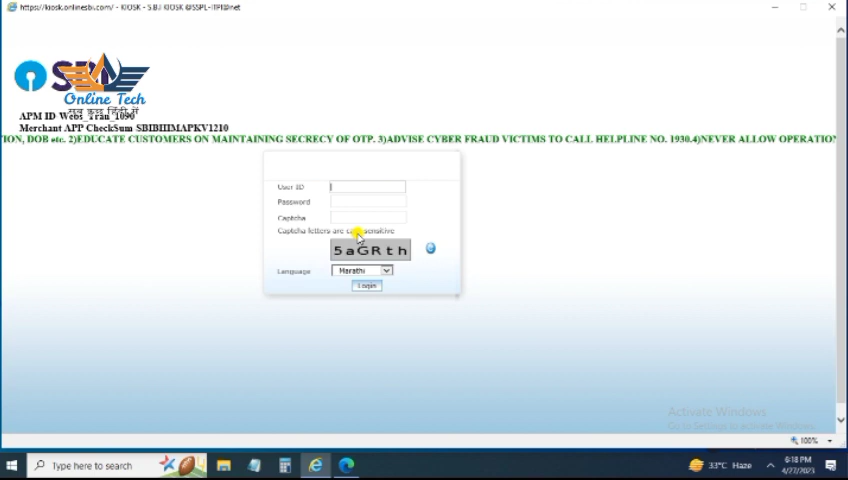 https://kiosk.onlinesbi.com/ - KIOSK - S.B.I KIOSK @SSPL-ITPI@net
SBI
Online Tech
सब कुछ हिंदी में
APM ID-Webs_Tran_1090
Merchant APP CheckSum SBIBIHMAPKV1210
ION, DOB etc. 2)EDUCATE CUSTOMERS ON MAINTAINING SECRECY OF OTP. 3)ADVISE CYBER FRAUD VICTIMS TO CALL HELPLINE NO. 1930.4)NEVER ALLOW OPERATION
User ID
Password
Captcha
Captcha letters are case sensitive
5aGRth
Language Marathi
Login
Activate Windows
Go to Settings to activate Windows.
100%
Type here to search
33°C Haze
6:18 PM
4/27/2023